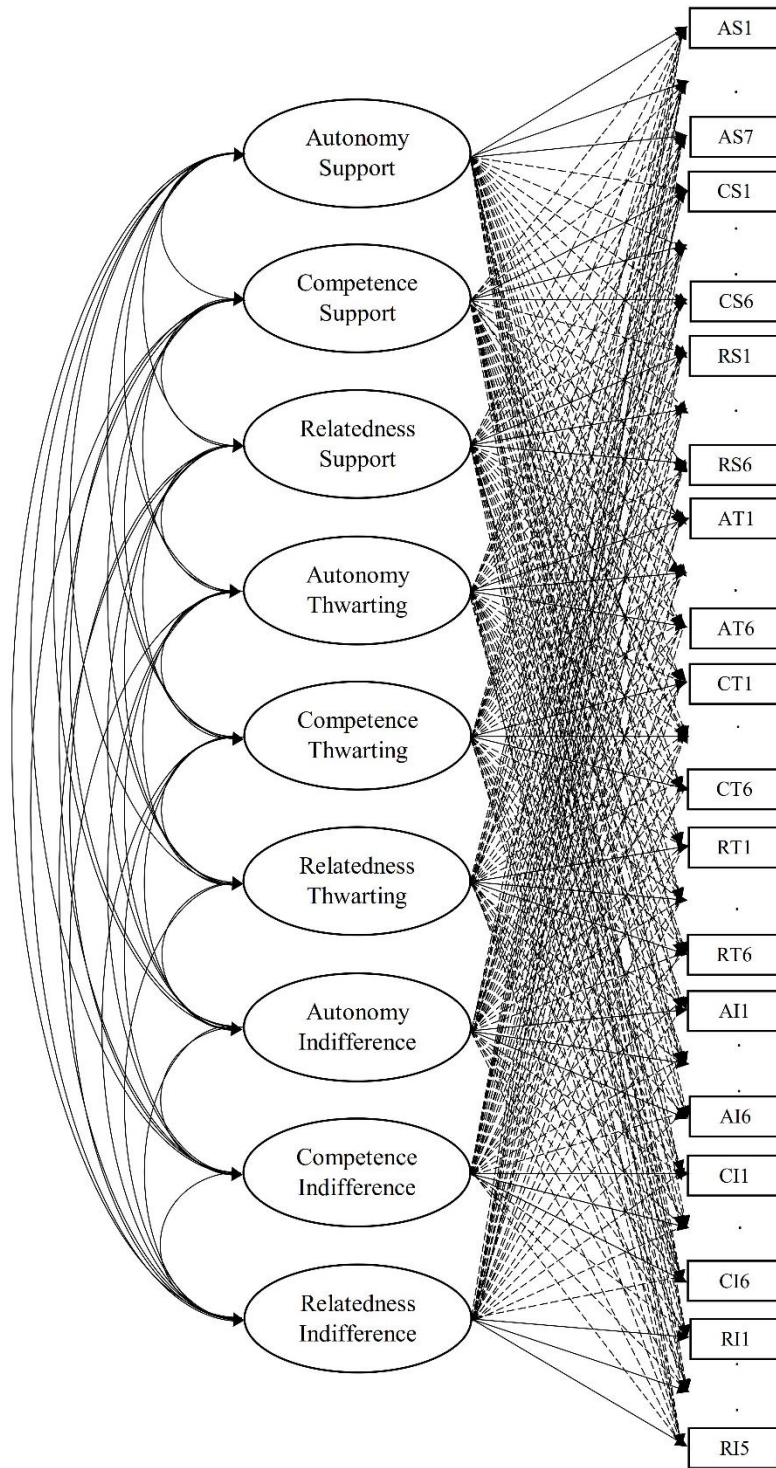 Autonomy
Support
Competence
Support
Relatedness
Support
Autonomy
Thwarting
Competence
Thwarting
Relatedness
Thwarting
Autonomy
Indifference
Competence
Indifference
Relatedness
Indifference
AS1
.
AS7
CS1
.
.
CS6
RS1
.
RS6
AT1
.
AT6
CT1
.
CT6
RT1
.
RT6
AI1
.
.
AI6
CI1
.
CI6
RI1
.
.
RI5